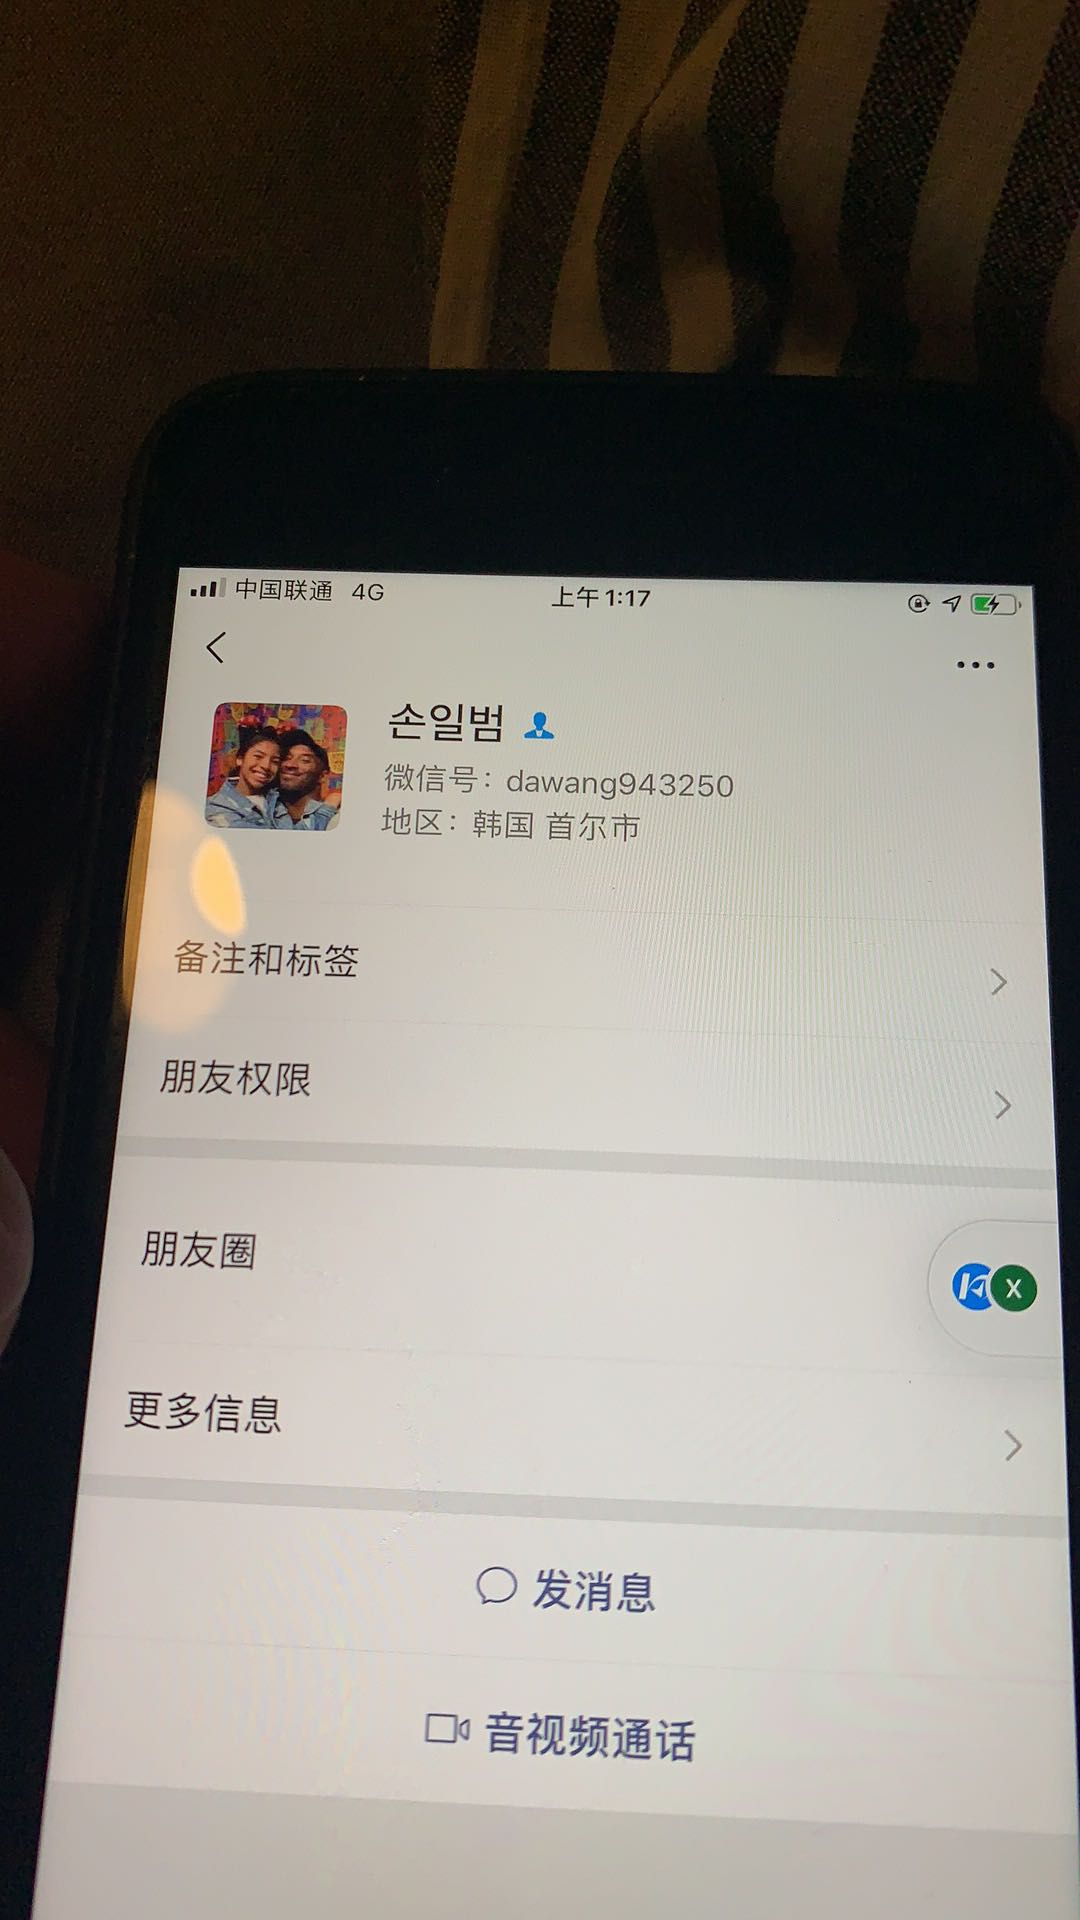 中国联通 4G 上午1:17
손일범
微信号：dawang943250
地区：韩国 首尔市
备注和标签
朋友权限
朋友圈
X
更多信息
发消息
音视频通话